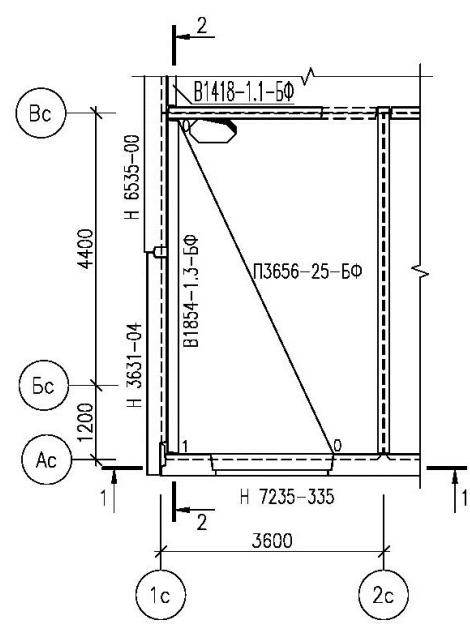 2
В1418-1.1-БФ
Вс
0
Н 6535-00
4400
В1854-1.3-БФ
П3656-25-БФ
Н 3631-04
Бс
1200
Ас
1
0
1
1
Н 7235-335
2
3600
1с
2с